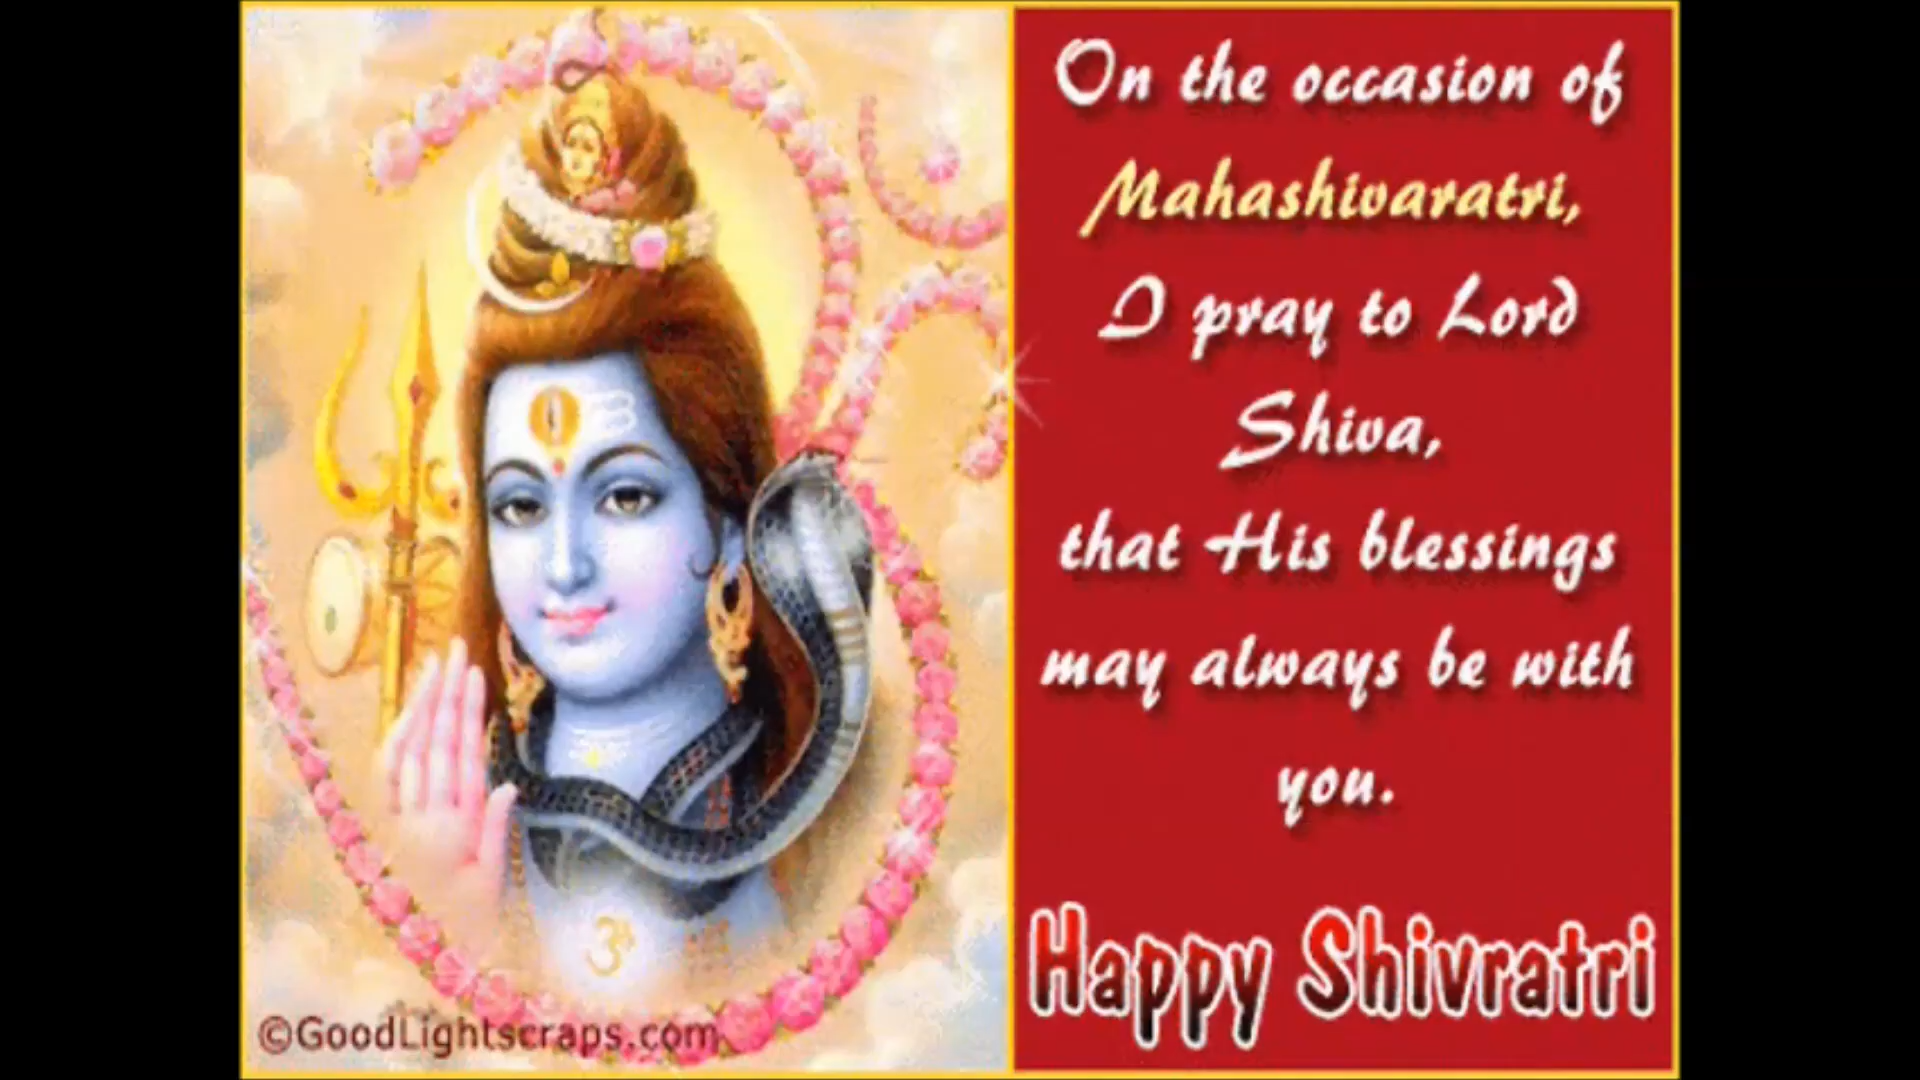 On the occasion of
Mahashivaratri,
I pray to Lord
Shiva,
that His blessings
may always be with
you.
Happy Shivratri
ॐ
©GoodLightscraps.com